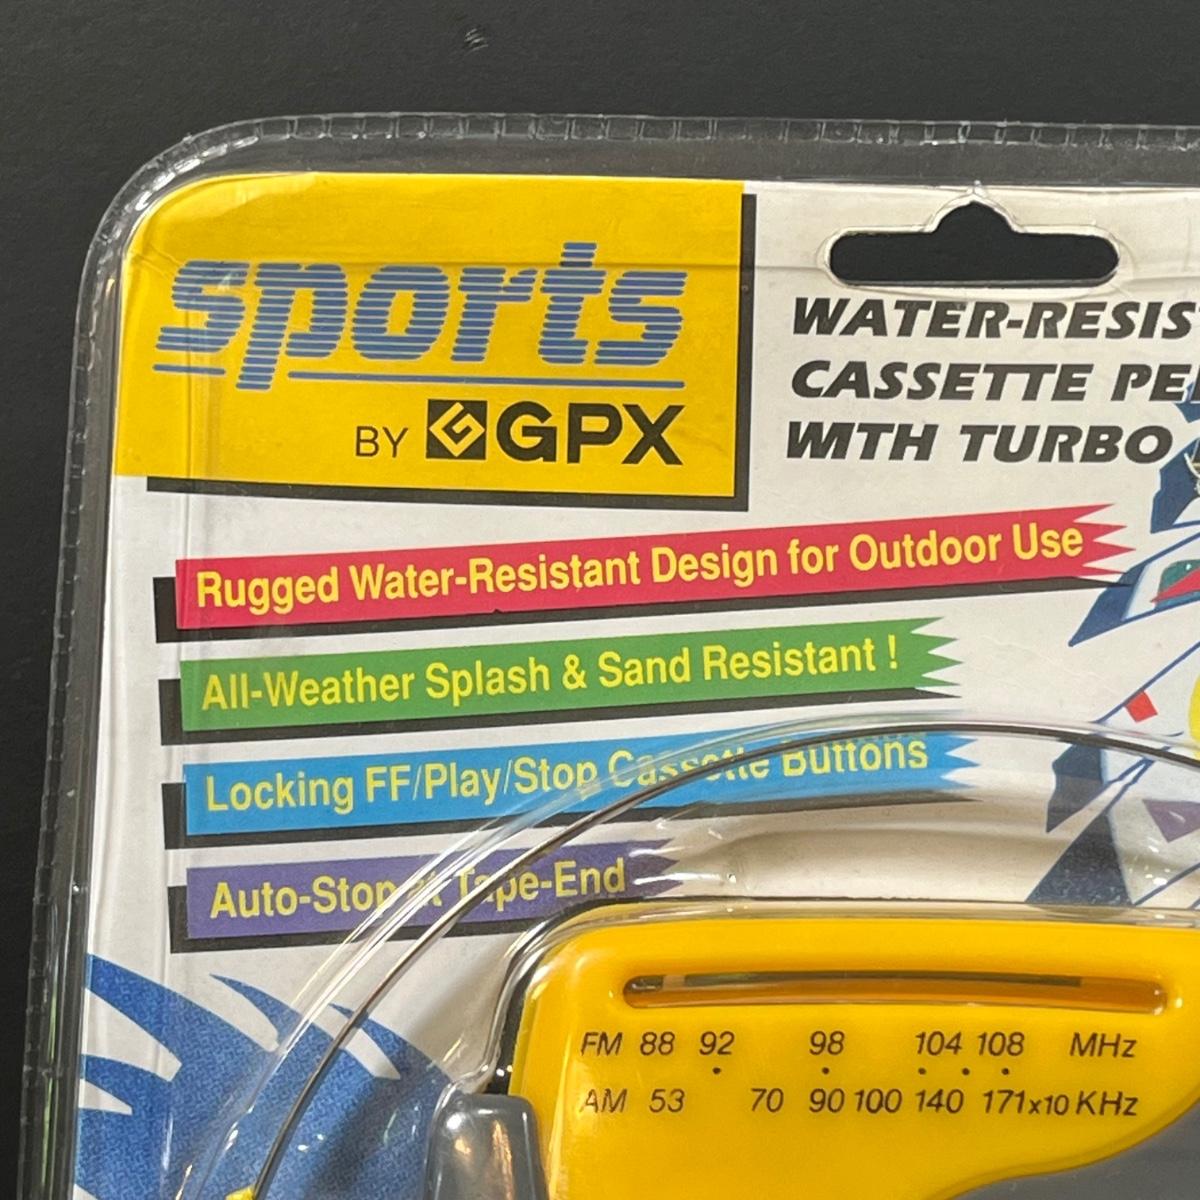 sports
BY GPX
WATER-RESIS
CASSETTE PE
WITH TURBO
Rugged Water-Resistant Design for Outdoor Use
All-Weather Splash & Sand Resistant !
Locking FF/Play/Stop Cassette Buttons
Auto-Stop at Tape-End
FM 88 92 98 104 108 MHz
AM 53 70 90 100 140 171x10 KHz